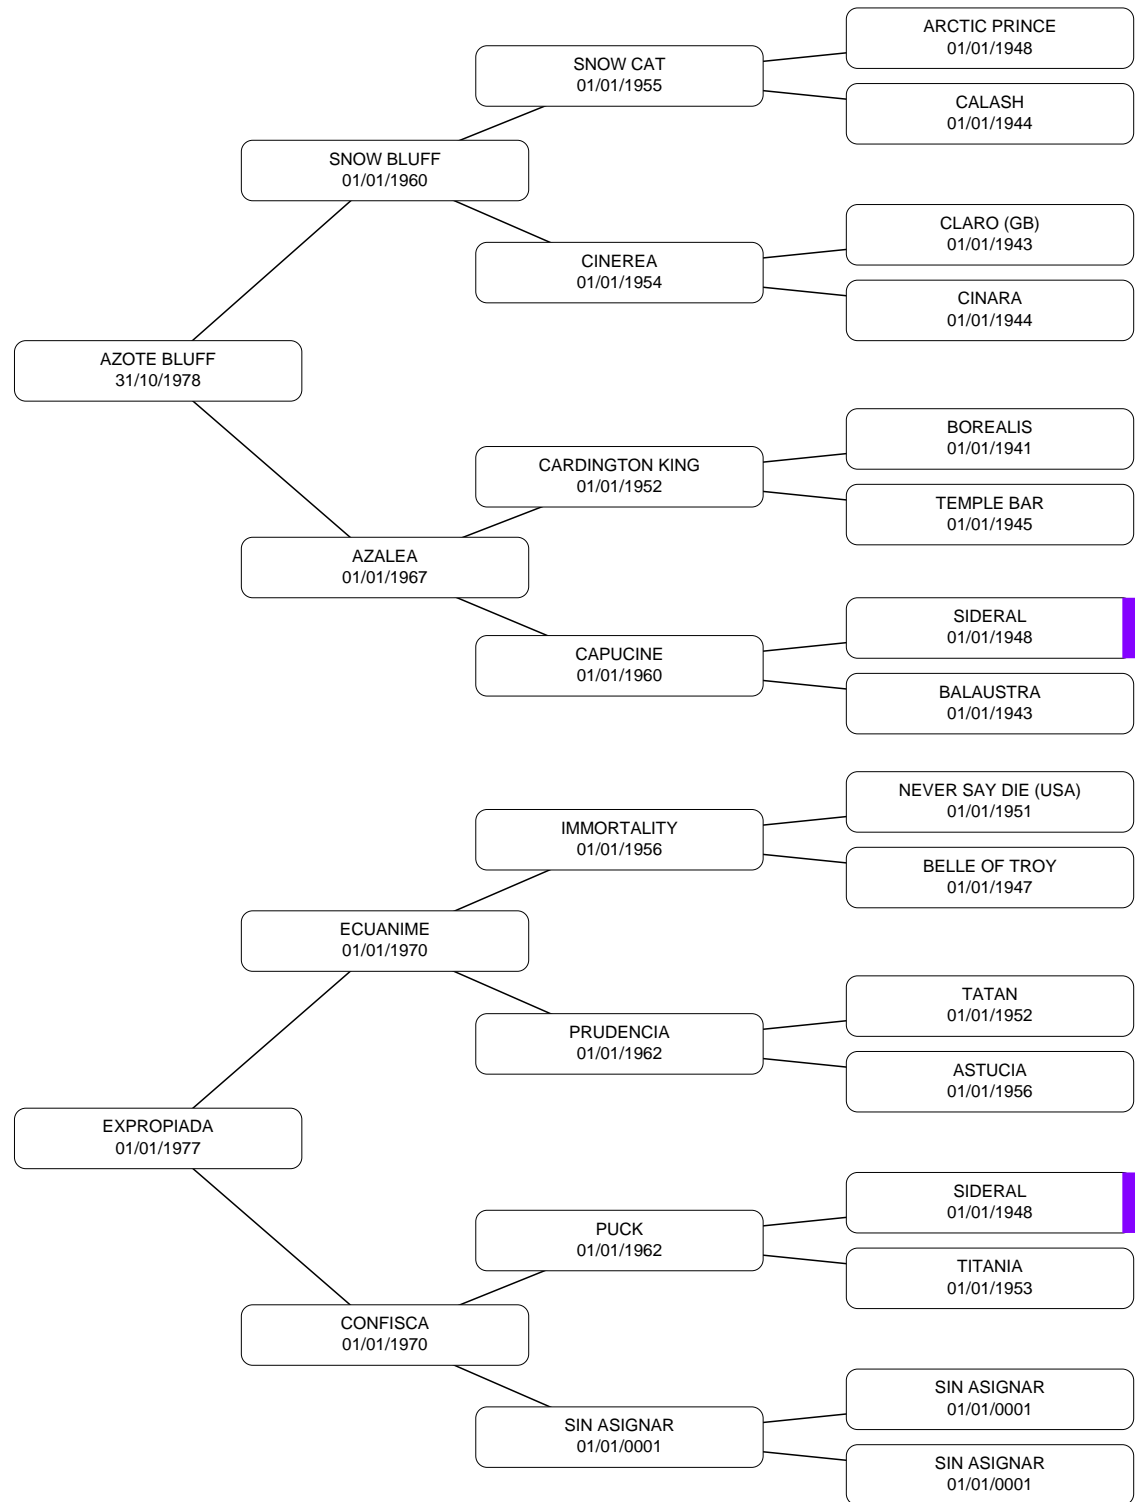 ARCTIC PRINCE
01/01/1948
SNOW CAT
01/01/1955
CALASH
01/01/1944
SNOW BLUFF
01/01/1960
CLARO (GB)
01/01/1943
CINEREA
01/01/1954
CINARA
01/01/1944
AZOTE BLUFF
31/10/1978
BOREALIS
01/01/1941
CARDINGTON KING
01/01/1952
TEMPLE BAR
01/01/1945
AZALEA
01/01/1967
SIDERAL
01/01/1948
CAPUCINE
01/01/1960
BALAUSTRA
01/01/1943
NEVER SAY DIE (USA)
01/01/1951
IMMORTALITY
01/01/1956
BELLE OF TROY
01/01/1947
ECUANIME
01/01/1970
TATAN
01/01/1952
PRUDENCIA
01/01/1962
ASTUCIA
01/01/1956
EXPROPIADA
01/01/1977
SIDERAL
01/01/1948
PUCK
01/01/1962
TITANIA
01/01/1953
CONFISCA
01/01/1970
SIN ASIGNAR
01/01/0001
SIN ASIGNAR
01/01/0001
SIN ASIGNAR
01/01/0001